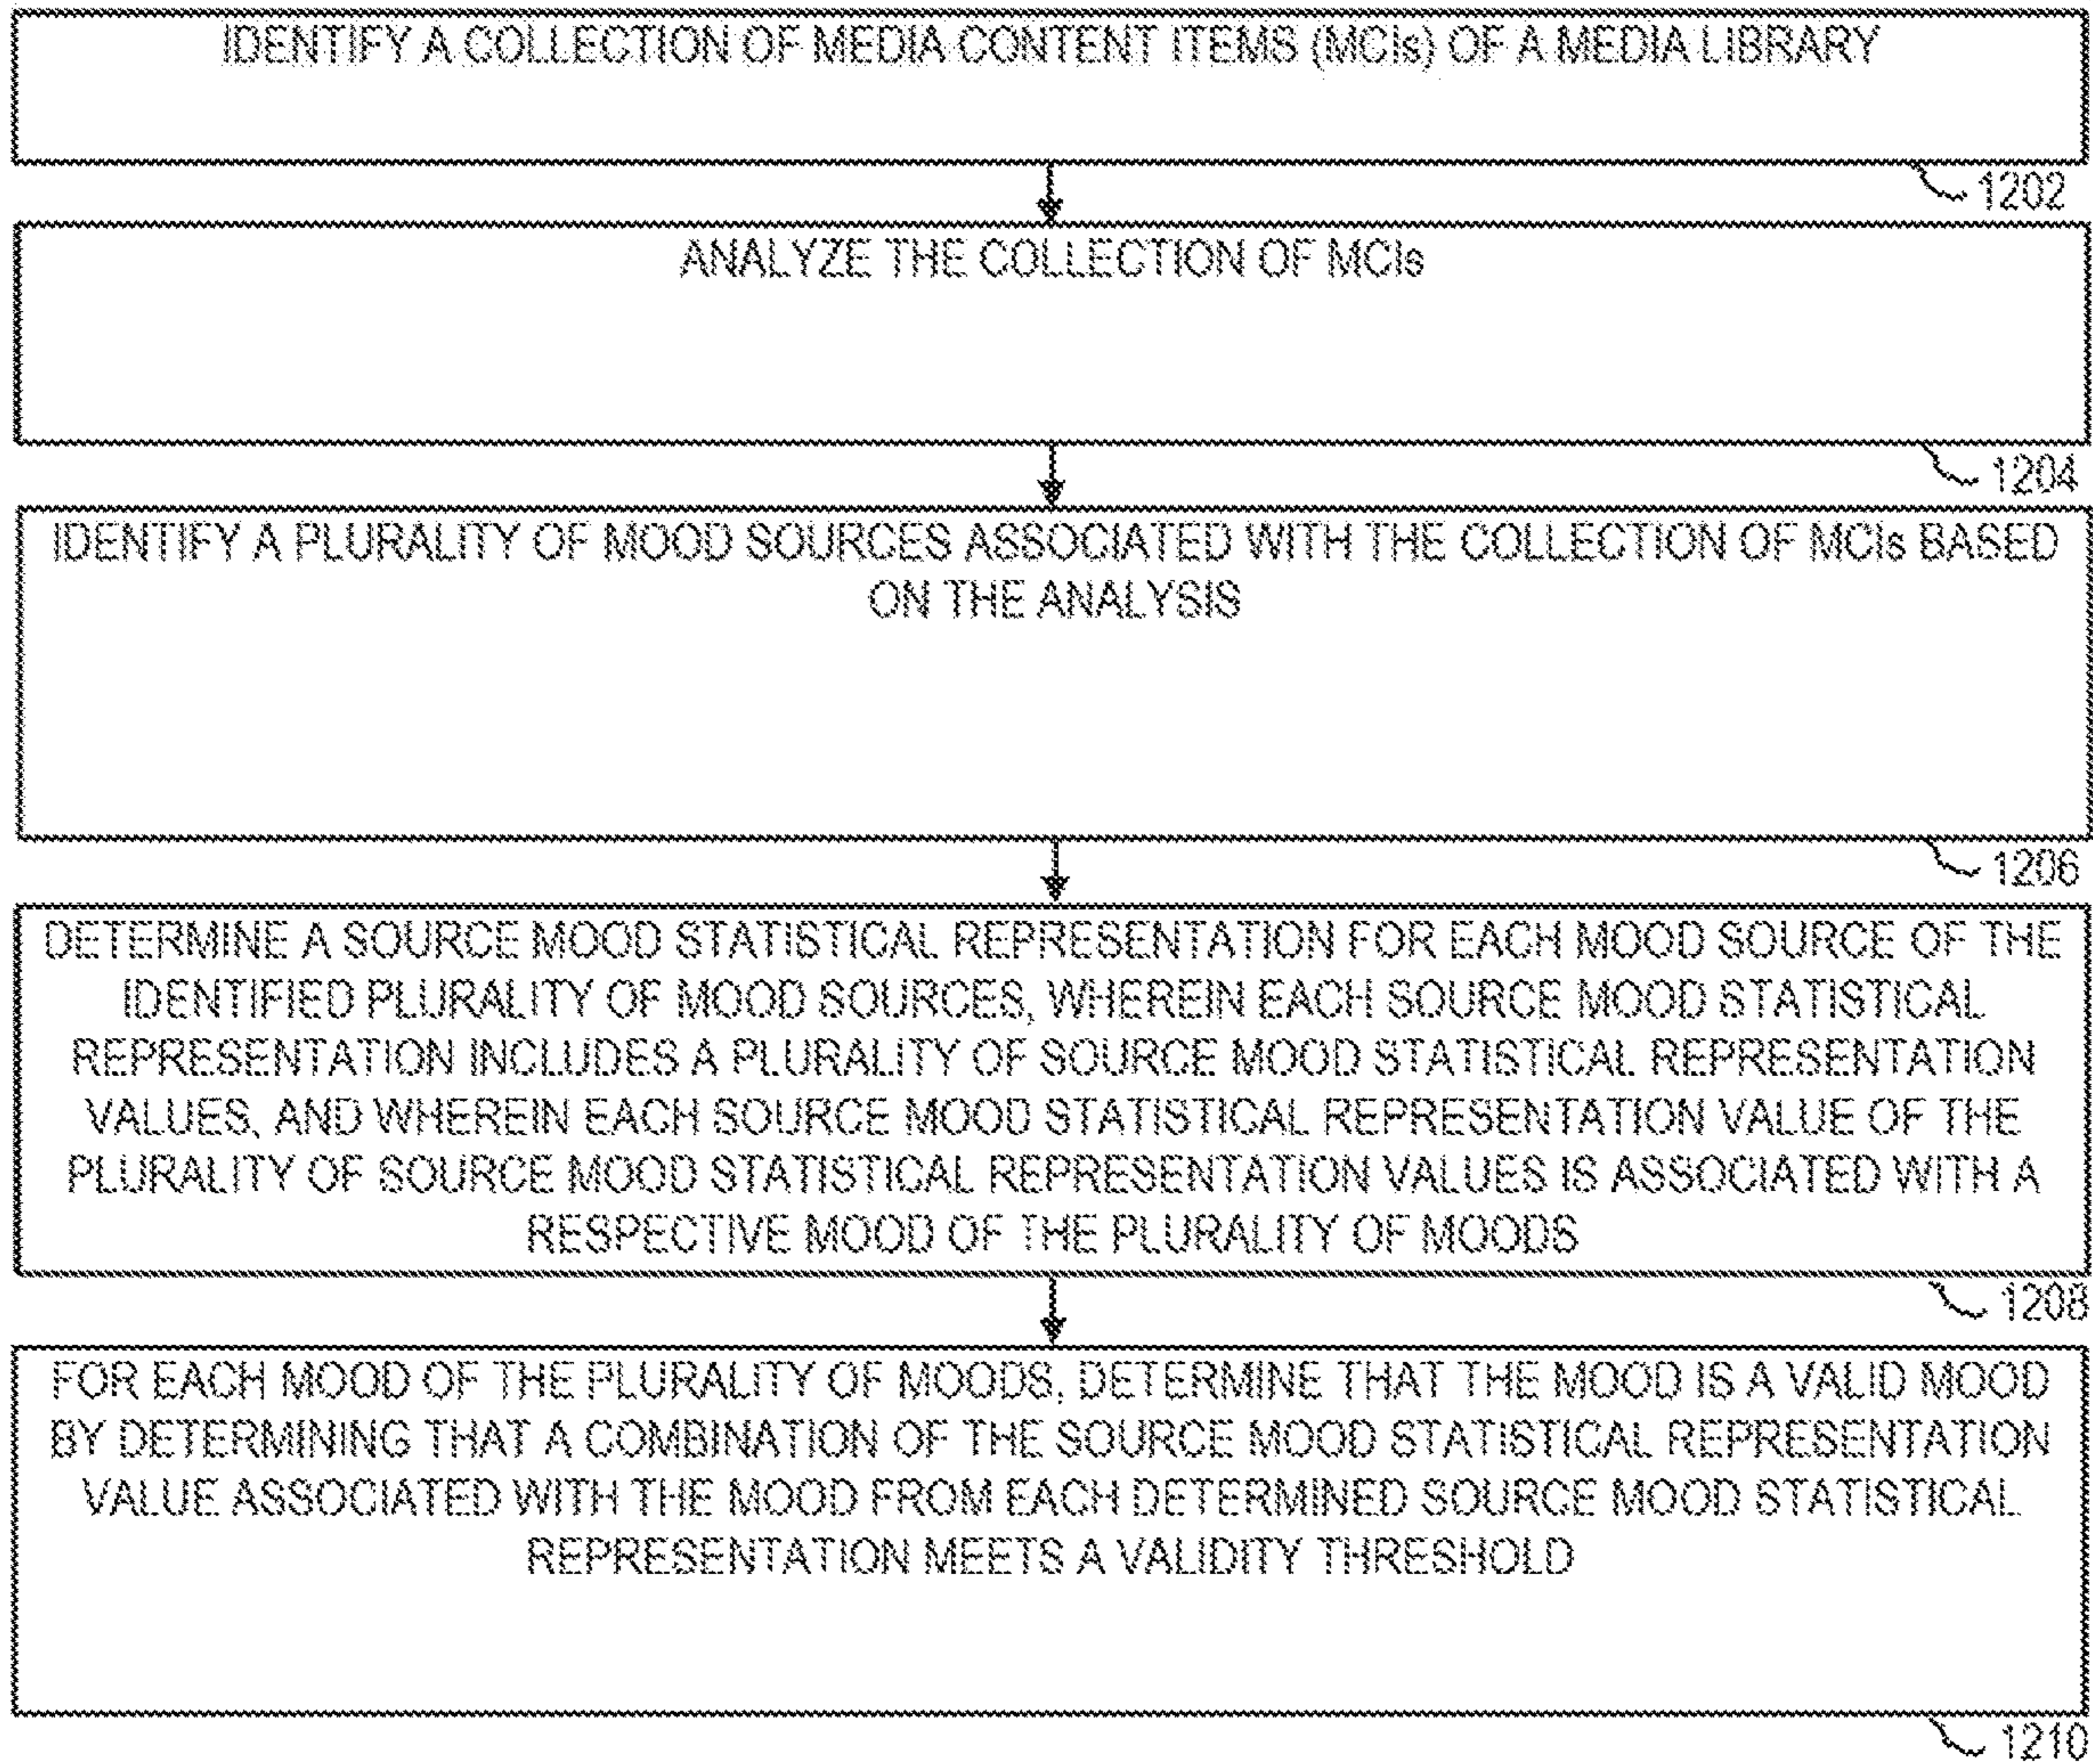 IDENTIFY A COLLECTION OF MEDIA CONTENT ITEMS (MCIs) OF A MEDIA LIBRARY
1202
ANALYZE THE COLLECTION OF MCIs
1204
IDENTIFY A PLURALITY OF MOOD SOURCES ASSOCIATED WITH THE COLLECTION OF MCIs BASED
ON THE ANALYSIS
1206
DETERMINE A SOURCE MOOD STATISTICAL REPRESENTATION FOR EACH MOOD SOURCE OF THE
IDENTIFIED PLURALITY OF MOOD SOURCES, WHEREIN EACH SOURCE MOOD STATISTICAL
REPRESENTATION INCLUDES A PLURALITY OF SOURCE MOOD STATISTICAL REPRESENTATION
VALUES, AND WHEREIN EACH SOURCE MOOD STATISTICAL REPRESENTATION VALUE OF THE
PLURALITY OF SOURCE MOOD STATISTICAL REPRESENTATION VALUES IS ASSOCIATED WITH A
RESPECTIVE MOOD OF THE PLURALITY OF MOODS
1208
FOR EACH MOOD OF THE PLURALITY OF MOODS, DETERMINE THAT THE MOOD IS A VALID MOOD
BY DETERMINING THAT A COMBINATION OF THE SOURCE MOOD STATISTICAL REPRESENTATION
VALUE ASSOCIATED WITH THE MOOD FROM EACH DETERMINED SOURCE MOOD STATISTICAL
REPRESENTATION MEETS A VALIDITY THRESHOLD
1210